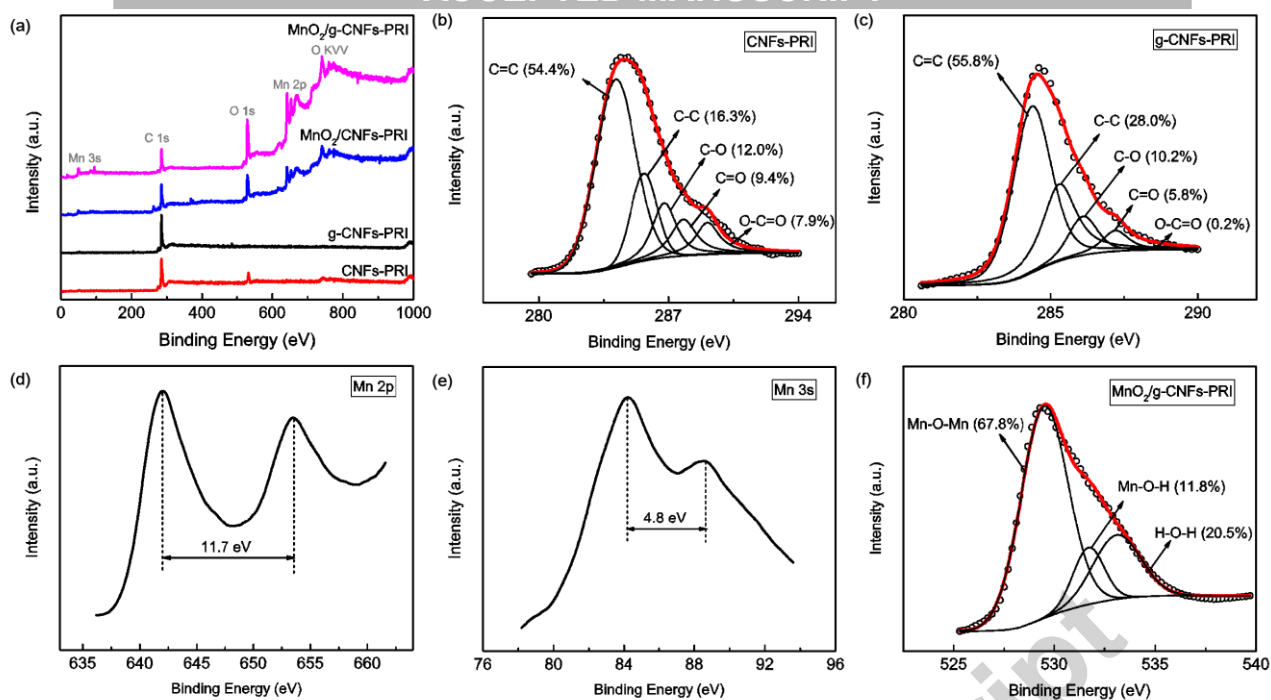 ACCEPTED MANUSCRIPT
(a)
MnO2/g-CNFs-PRI
O KVV
Mn 2p
O 1s
C 1s
Mn 3s
MnO2/CNFs-PRI
g-CNFs-PRI
CNFs-PRI
Intensity (a.u.)
0 200 400 600 800 1000
Binding Energy (eV)
(b)
CNFs-PRI
C=C (54.4%)
C-C (16.3%)
C-O (12.0%)
C=O (9.4%)
O-C=O (7.9%)
Intensity (a.u.)
280 287 294
Binding Energy (eV)
(c)
g-CNFs-PRI
C=C (55.8%)
C-C (28.0%)
C-O (10.2%)
C=O (5.8%)
O-C=O (0.2%)
Intensity (a.u.)
280 285 290
Binding Energy (eV)
(d)
Mn 2p
11.7 eV
Intensity (a.u.)
635 640 645 650 655 660
Binding Energy (eV)
(e)
Mn 3s
4.8 eV
Intensity (a.u.)
76 80 84 88 92 96
Binding Energy (eV)
(f)
MnO2/g-CNFs-PRI
Mn-O-Mn (67.8%)
Mn-O-H (11.8%)
H-O-H (20.5%)
Intensity (a.u.)
525 530 535 540
Binding Energy (eV)